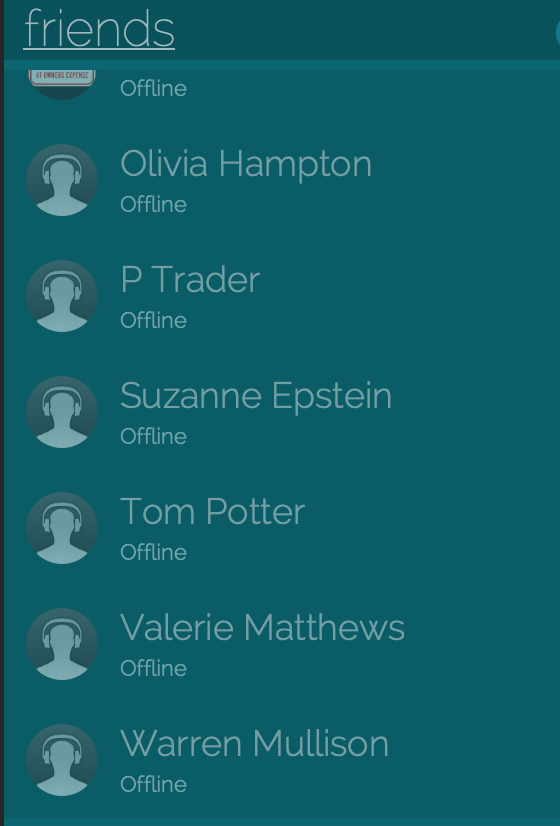 friends
AT OWNERS EXPENSE
Offline
Olivia Hampton
Offline
P Trader
Offline
Suzanne Epstein
Offline
Tom Potter
Offline
Valerie Matthews
Offline
Warren Mullison
Offline